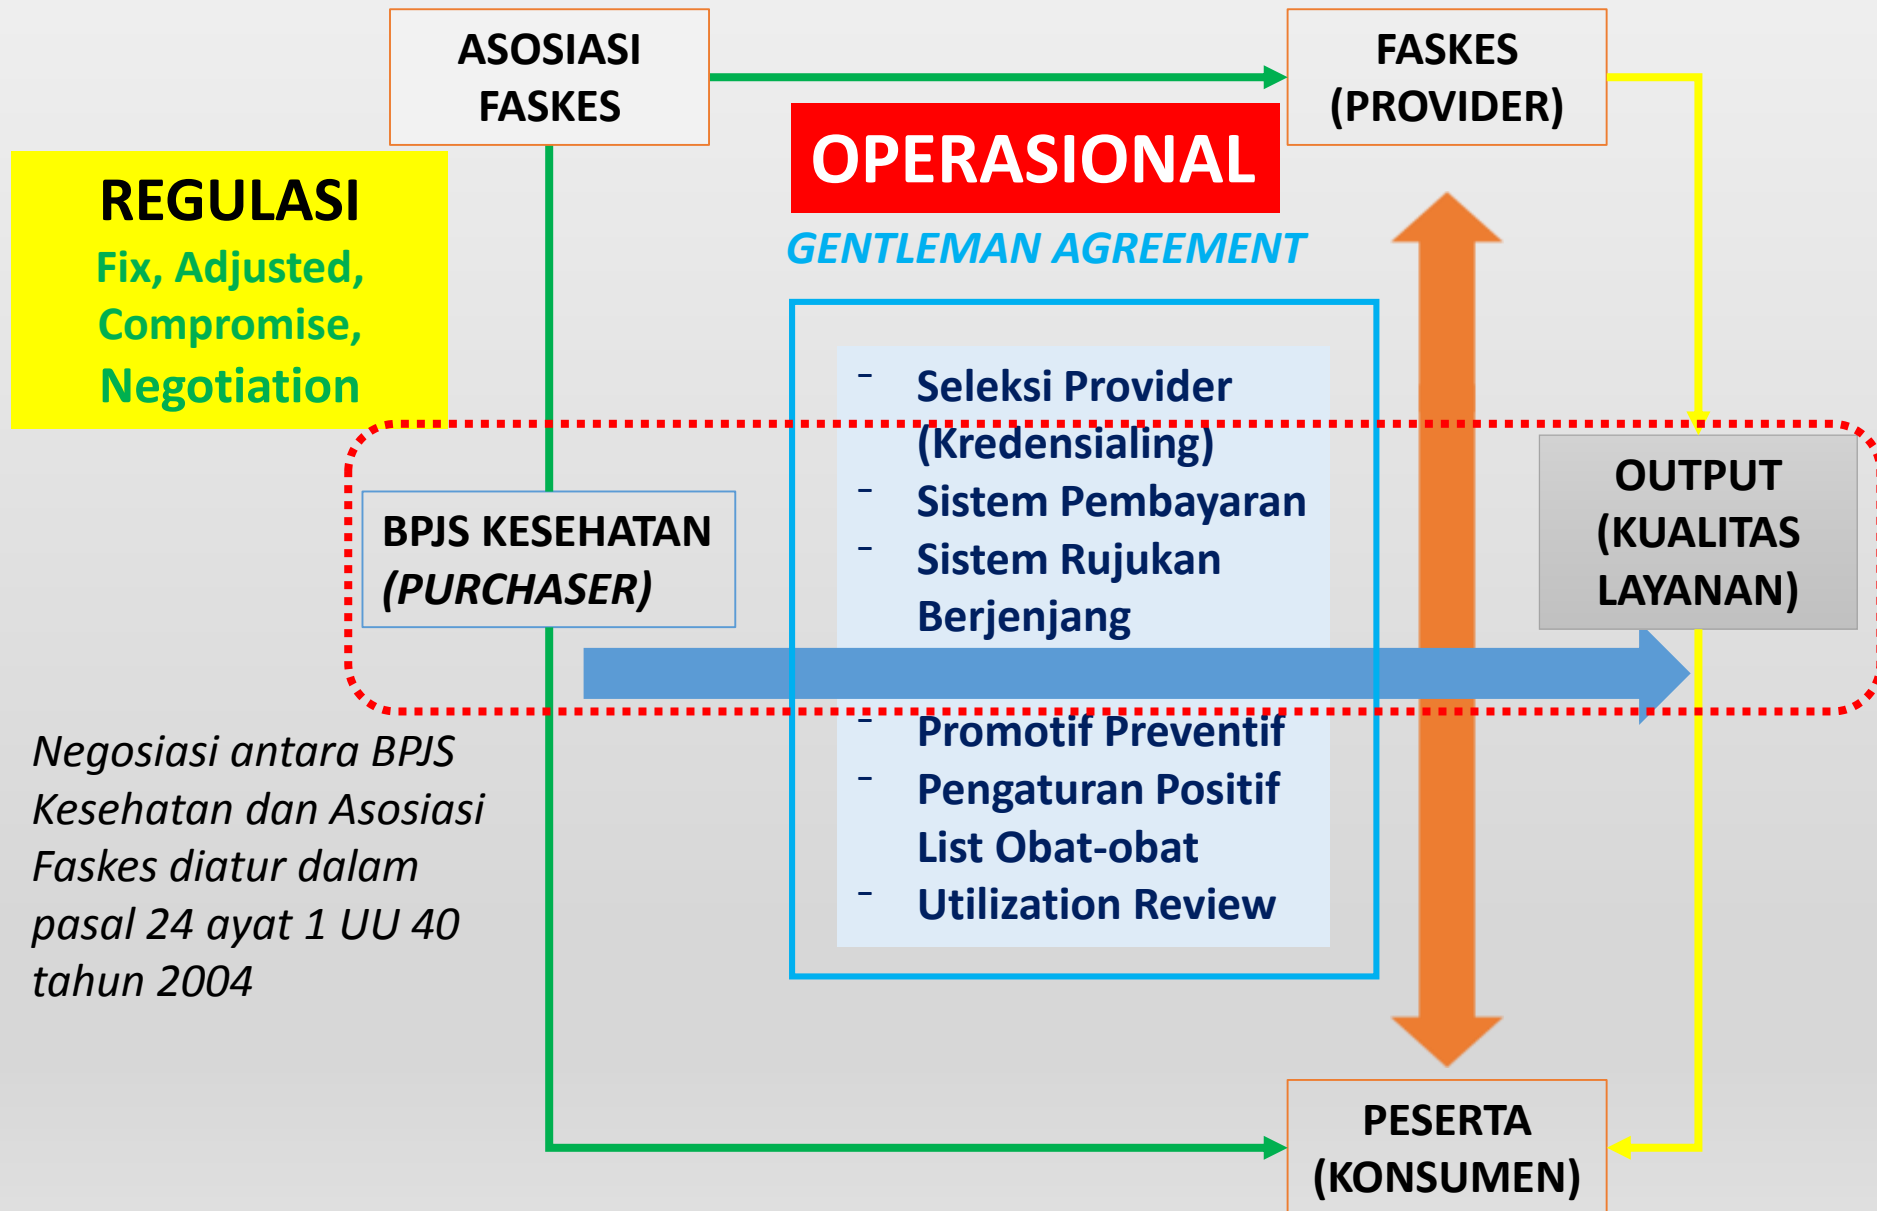 ASOSIASI
FASKES
FASKES
(PROVIDER)
OPERASIONAL
GENTLEMAN AGREEMENT
REGULASI
Fix, Adjusted,
Compromise,
Negotiation
- Seleksi Provider
(Kredensialing)
- Sistem Pembayaran
- Sistem Rujukan
Berjenjang
- Promotif Preventif
- Pengaturan Positif
List Obat-obat
- Utilization Review
BPJS KESEHATAN
(PURCHASER)
OUTPUT
(KUALITAS
LAYANAN)
Negosiasi antara BPJS
Kesehatan dan Asosiasi
Faskes diatur dalam
pasal 24 ayat 1 UU 40
tahun 2004
PESERTA
(KONSUMEN)